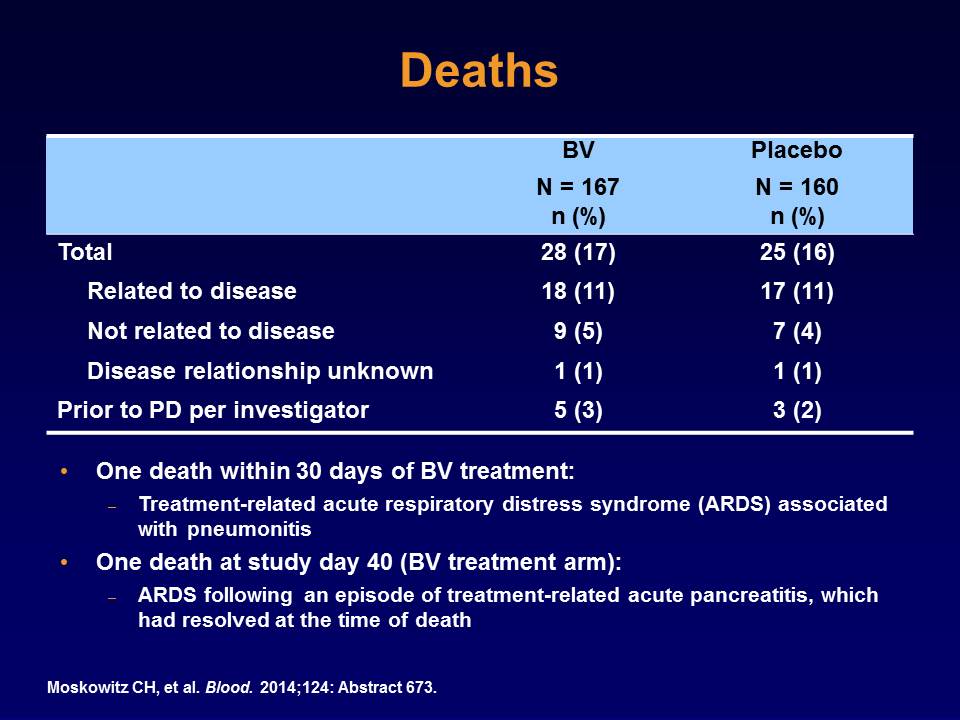 Deaths
BV Placebo
N = 167 N = 160
n (%) n (%)
Total 28 (17) 25 (16)
Related to disease 18 (11) 17 (11)
Not related to disease 9 (5) 7 (4)
Disease relationship unknown 1 (1) 1 (1)
Prior to PD per investigator 5 (3) 3 (2)
• One death within 30 days of BV treatment:
– Treatment-related acute respiratory distress syndrome (ARDS) associated
with pneumonitis
• One death at study day 40 (BV treatment arm):
– ARDS following an episode of treatment-related acute pancreatitis, which
had resolved at the time of death
Moskowitz CH, et al. Blood. 2014;124: Abstract 673.